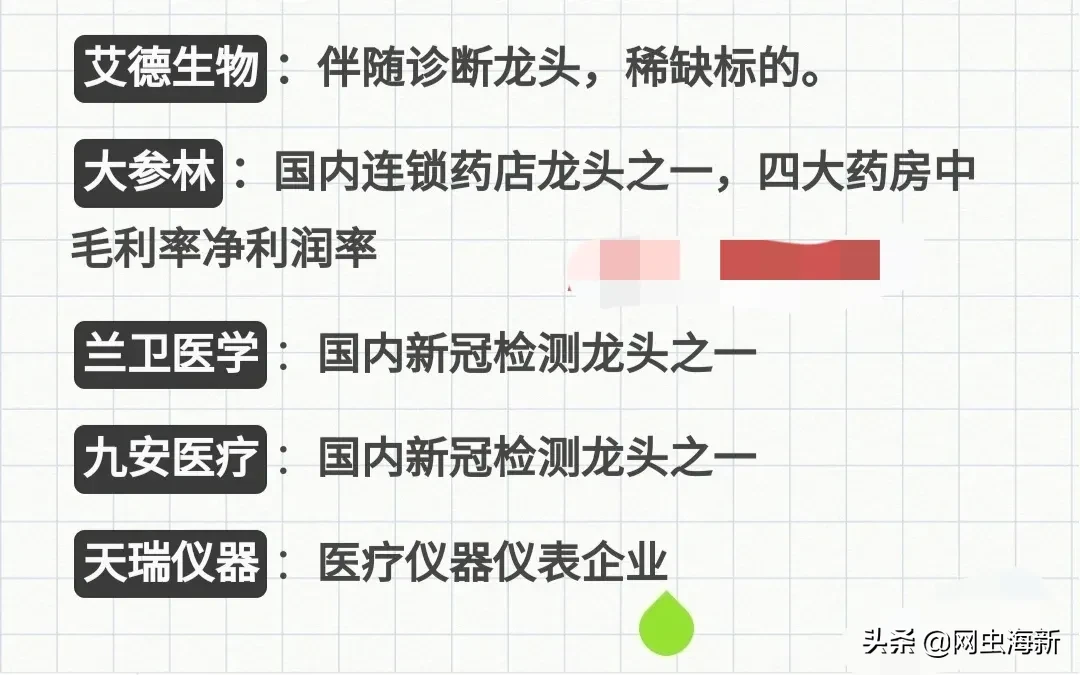 艾德生物：伴随诊断龙头，稀缺标的。
大参林：国内连锁药店龙头之一，四大药房中
毛利率净利润率
兰卫医学：国内新冠检测龙头之一
九安医疗：国内新冠检测龙头之一
天瑞仪器：医疗仪器仪表企业
头条 @网虫海新